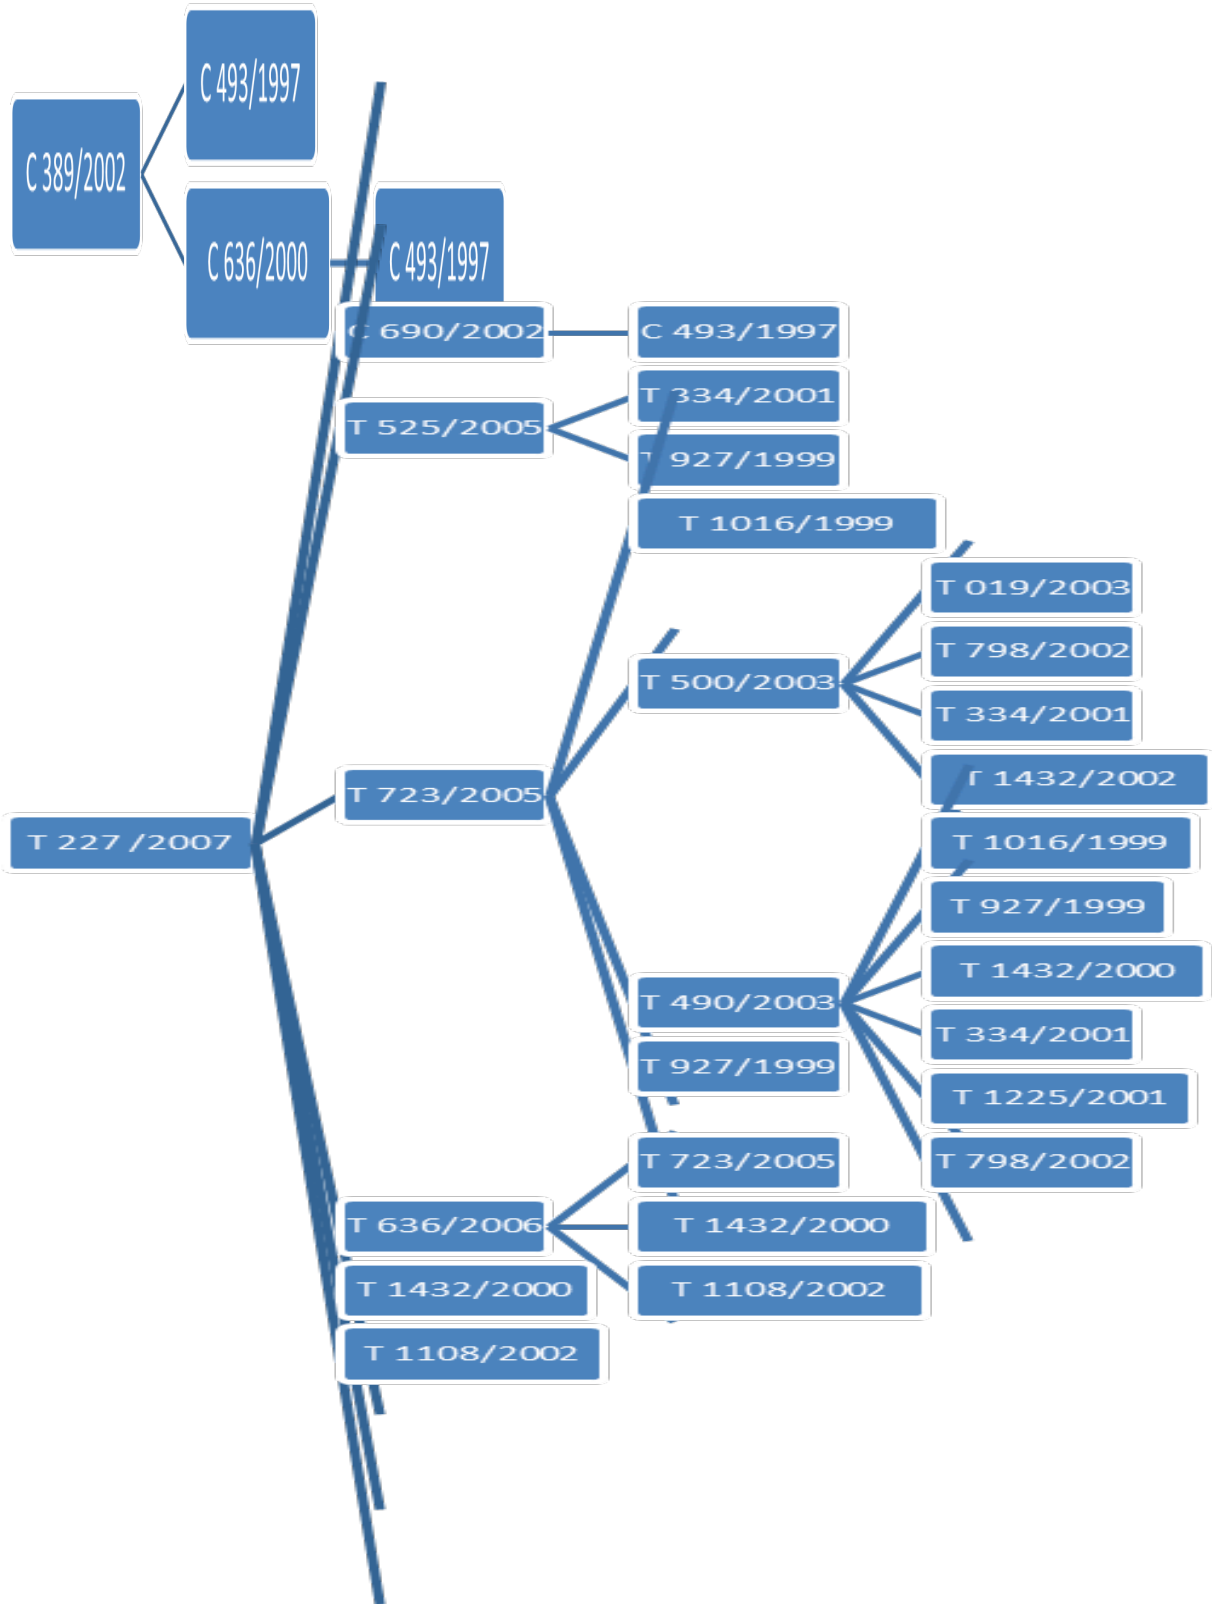 C 493/1997
C 389/2002
C 636/2000
C 493/1997
C 690/2002
C 493/1997
T 334/2001
T 525/2005
T 927/1999
T 1016/1999
T 019/2003
T 798/2002
T 500/2003
T 334/2001
T 1432/2002
T 723/2005
T 227 /2007
T 1016/1999
T 927/1999
T 1432/2000
T 490/2003
T 334/2001
T 927/1999
T 1225/2001
T 798/2002
T 723/2005
T 636/2006
T 1432/2000
T 1432/2000
T 1108/2002
T 1108/2002